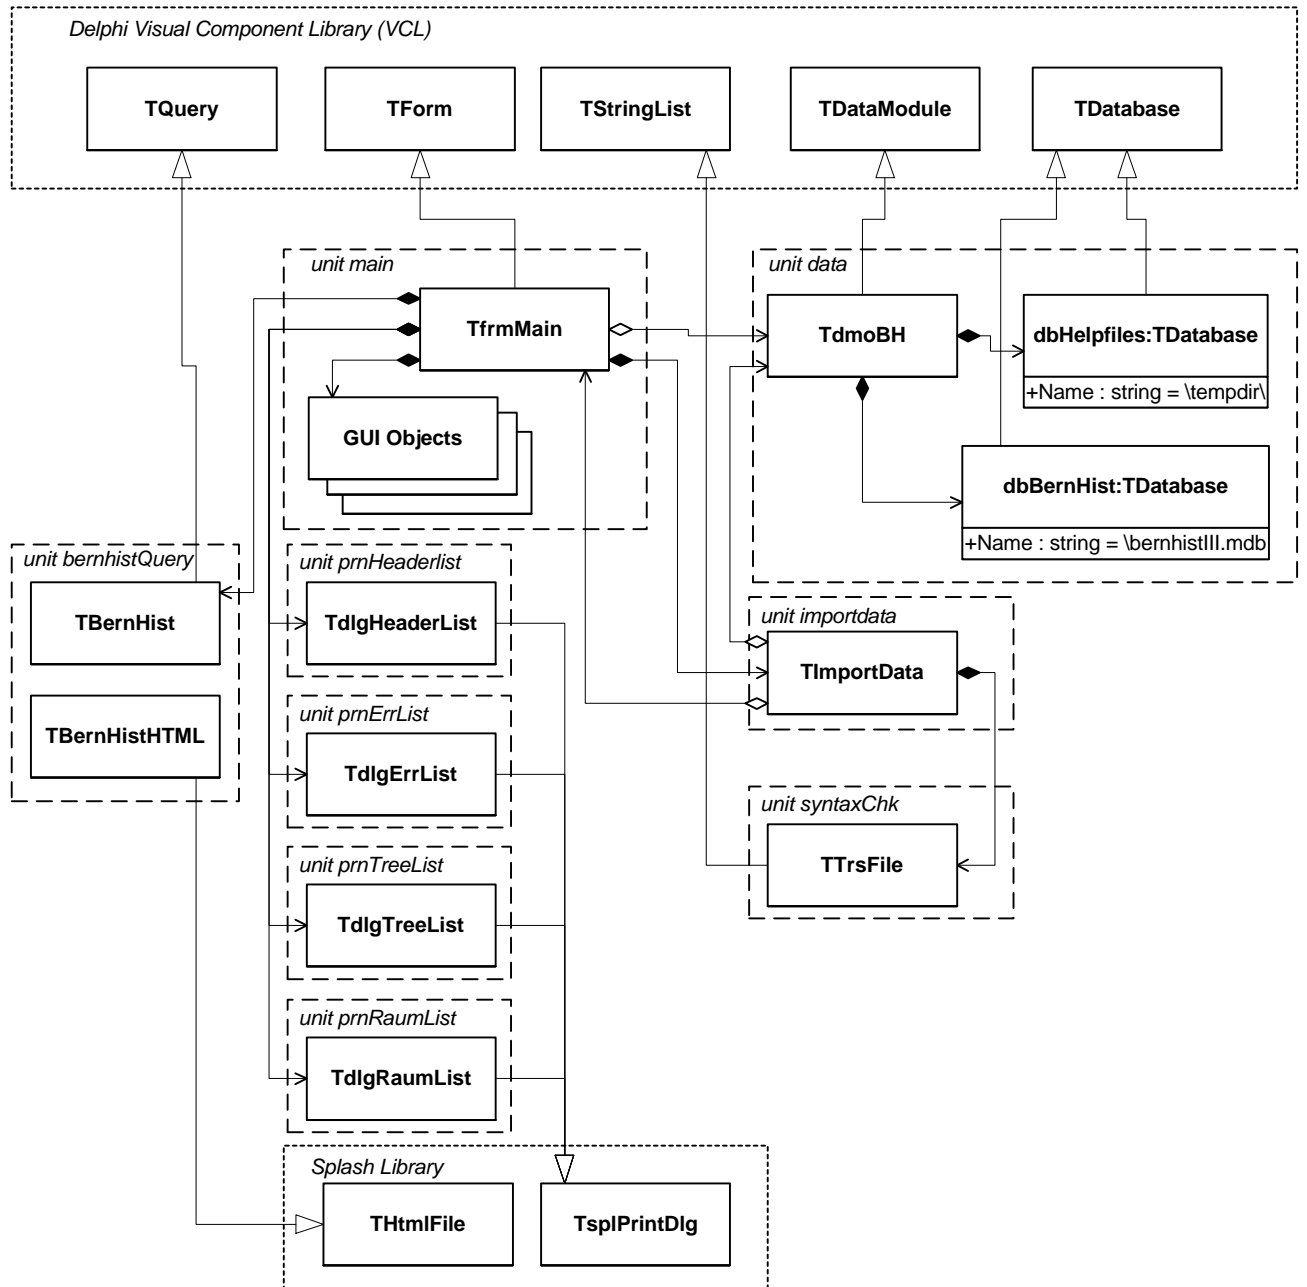 Delphi Visual Component Library (VCL)
TQuery
TForm
TStringList
TDataModule
TDatabase
unit main
TfrmMain
GUI Objects
unit data
TdmoBH
dbHelpfiles:TDatabase
+Name : string = \tempdir\
dbBernHist:TDatabase
+Name : string = \bernhistIII.mdb
unit bernhistQuery
TBernHist
TBernHistHTML
unit prnHeaderlist
TdlgHeaderList
unit importdata
TImportData
unit prnErrList
TdlgErrList
unit syntaxChk
TTrsFile
unit prnTreeList
TdlgTreeList
unit prnRaumList
TdlgRaumList
Splash Library
THtmlFile
TsplPrintDlg